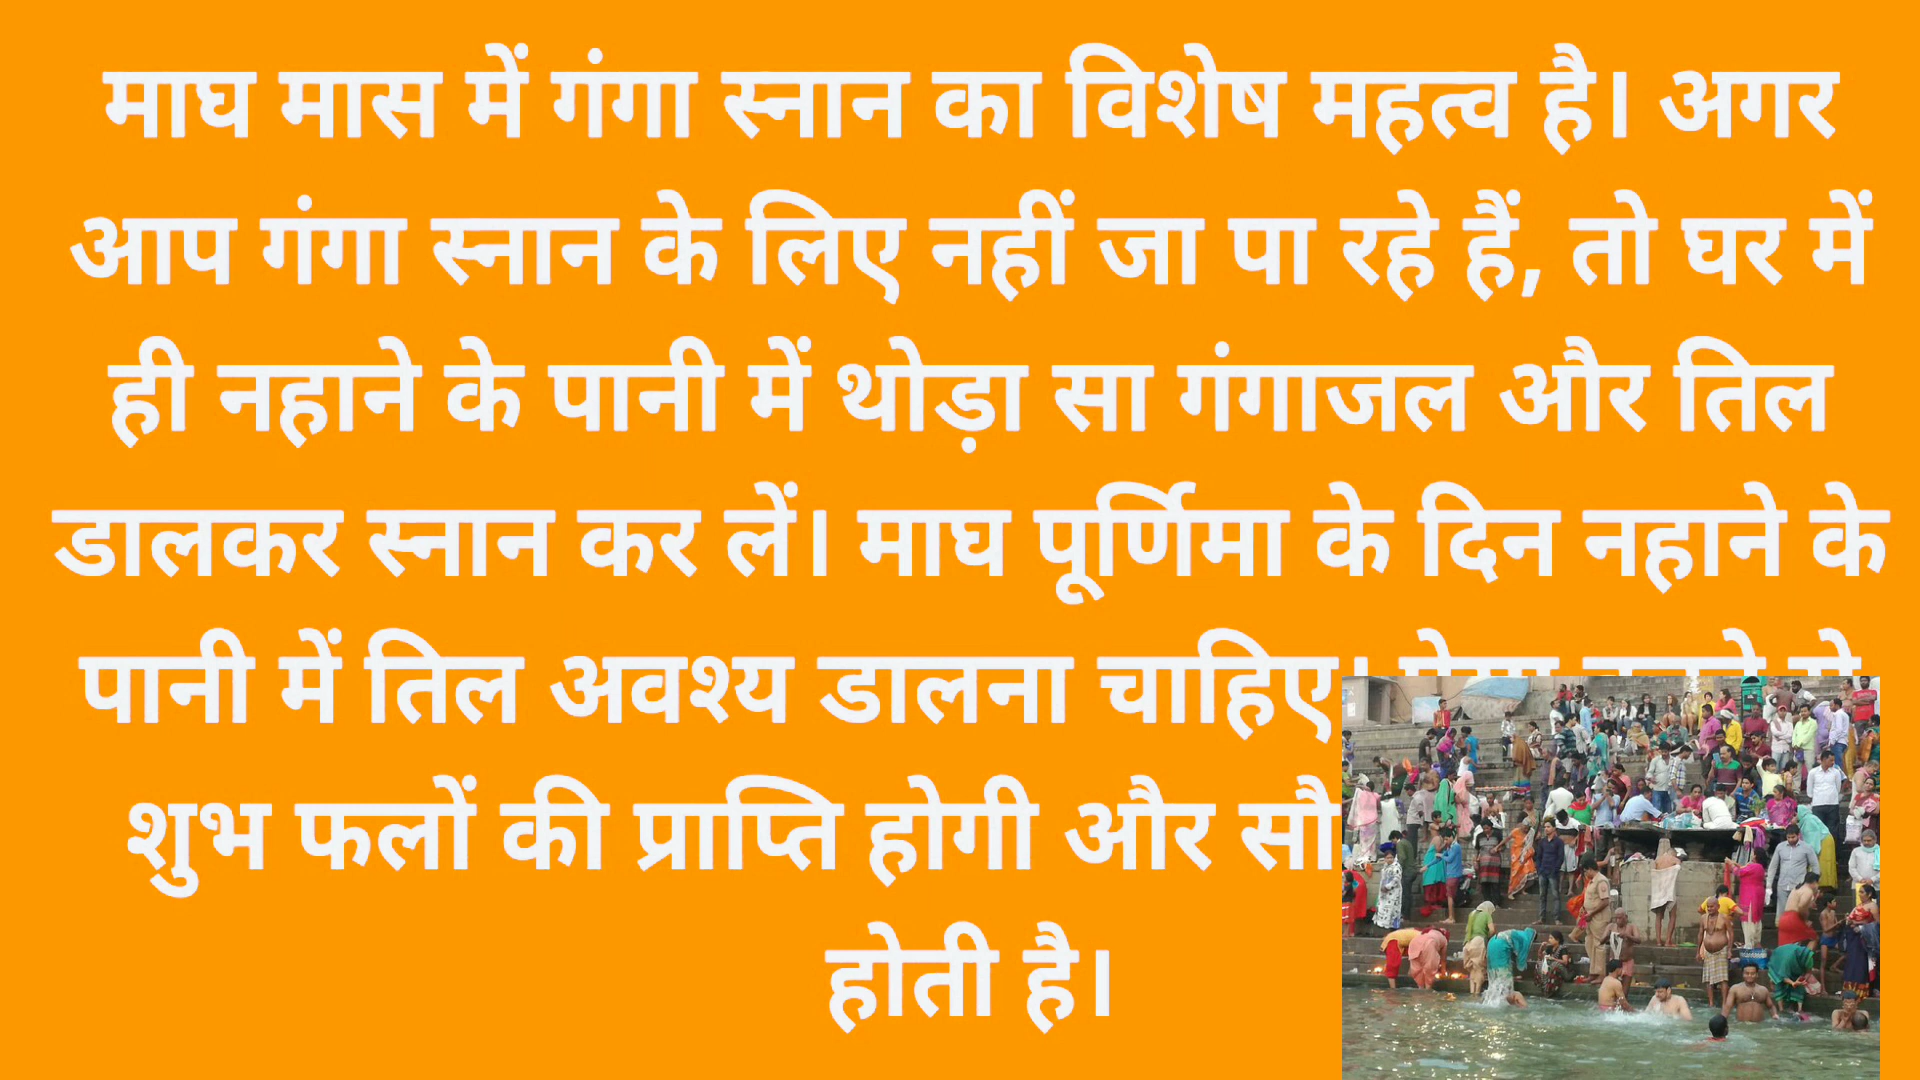 माघ मास में गंगा स्नान का विशेष महत्व है। अगर
आप गंगा स्नान के लिए नहीं जा पा रहे हैं, तो घर में
ही नहाने के पानी में थोड़ा सा गंगाजल और तिल
डालकर स्नान कर लें। माघ पूर्णिमा के दिन नहाने के
पानी में तिल अवश्य डालना चाहिए।
शुभ फलों की प्राप्ति होगी और
होती है।